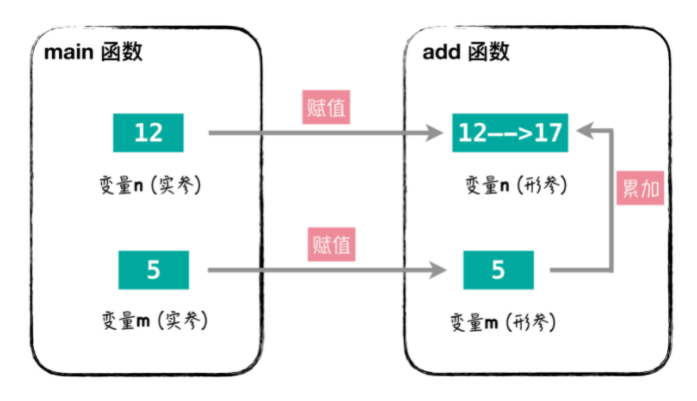 main 函数
add 函数
12
赋值
12——>17
变量n (实参)
变量n (形参)
累加
5
赋值
5
变量m (实参)
变量m (形参)